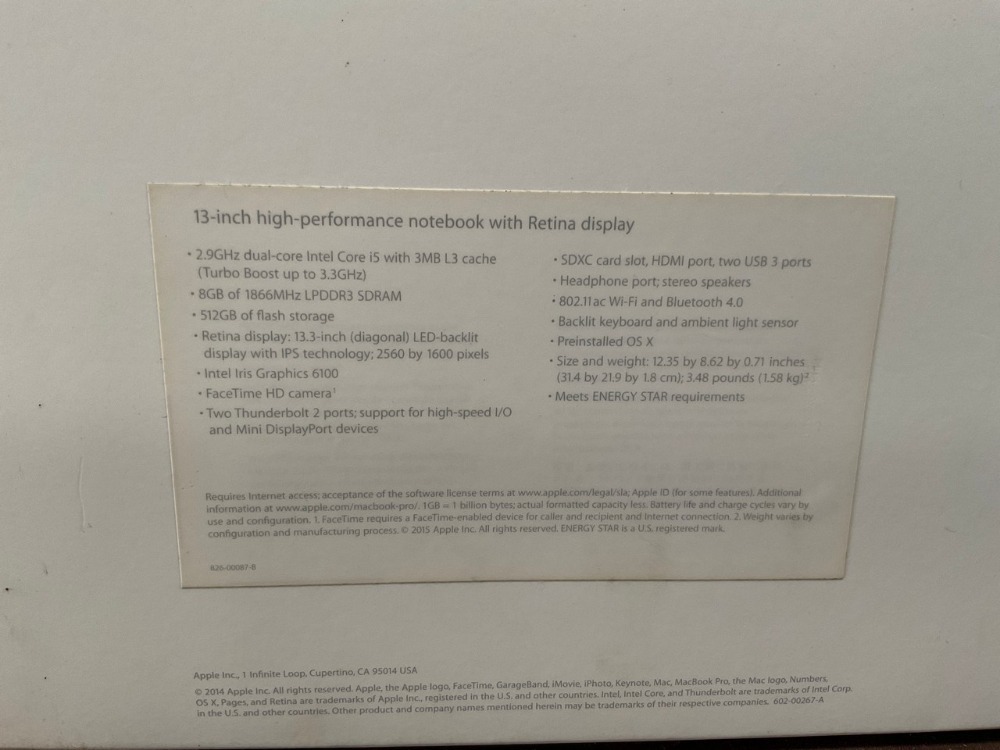 13-inch high-performance notebook with Retina display
• 2.9GHz dual-core Intel Core i5 with 3MB L3 cache
(Turbo Boost up to 3.3GHz)
• 8GB of 1866MHz LPDDR3 SDRAM
• 512GB of flash storage
• Retina display: 13.3-inch (diagonal) LED-backlit
display with IPS technology; 2560 by 1600 pixels
• Intel Iris Graphics 6100
• FaceTime HD camera¹
• Two Thunderbolt 2 ports; support for high-speed I/O
and Mini DisplayPort devices
• SDXC card slot, HDMI port, two USB 3 ports
• Headphone port; stereo speakers
• 802.11ac Wi-Fi and Bluetooth 4.0
• Backlit keyboard and ambient light sensor
• Preinstalled OS X
• Size and weight: 12.35 by 8.62 by 0.71 inches
(31.4 by 21.9 by 1.8 cm); 3.48 pounds (1.58 kg)²
• Meets ENERGY STAR requirements
Requires Internet access; acceptance of the software license terms at www.apple.com/legal/sla; Apple ID (for some features). Additional
information at www.apple.com/macbook-pro/. 1GB = 1 billion bytes; actual formatted capacity less. Battery life and charge cycles vary by
use and configuration. 1. FaceTime requires a FaceTime-enabled device for caller and recipient and Internet connection. 2. Weight varies by
configuration and manufacturing process. © 2015 Apple Inc. All rights reserved. ENERGY STAR is a U.S. registered mark.
826-00087-B
Apple Inc., 1 Infinite Loop, Cupertino, CA 95014 USA
© 2014 Apple Inc. All rights reserved. Apple, the Apple logo, FaceTime, GarageBand, iMovie, iPhoto, Keynote, Mac, MacBook Pro, the Mac logo, Numbers,
OS X, Pages, and Retina are trademarks of Apple Inc., registered in the U.S. and other countries. Intel, Intel Core, and Thunderbolt are trademarks of Intel Corp.
in the U.S. and other countries. Other product and company names mentioned herein may be trademarks of their respective companies. 602-00267-A